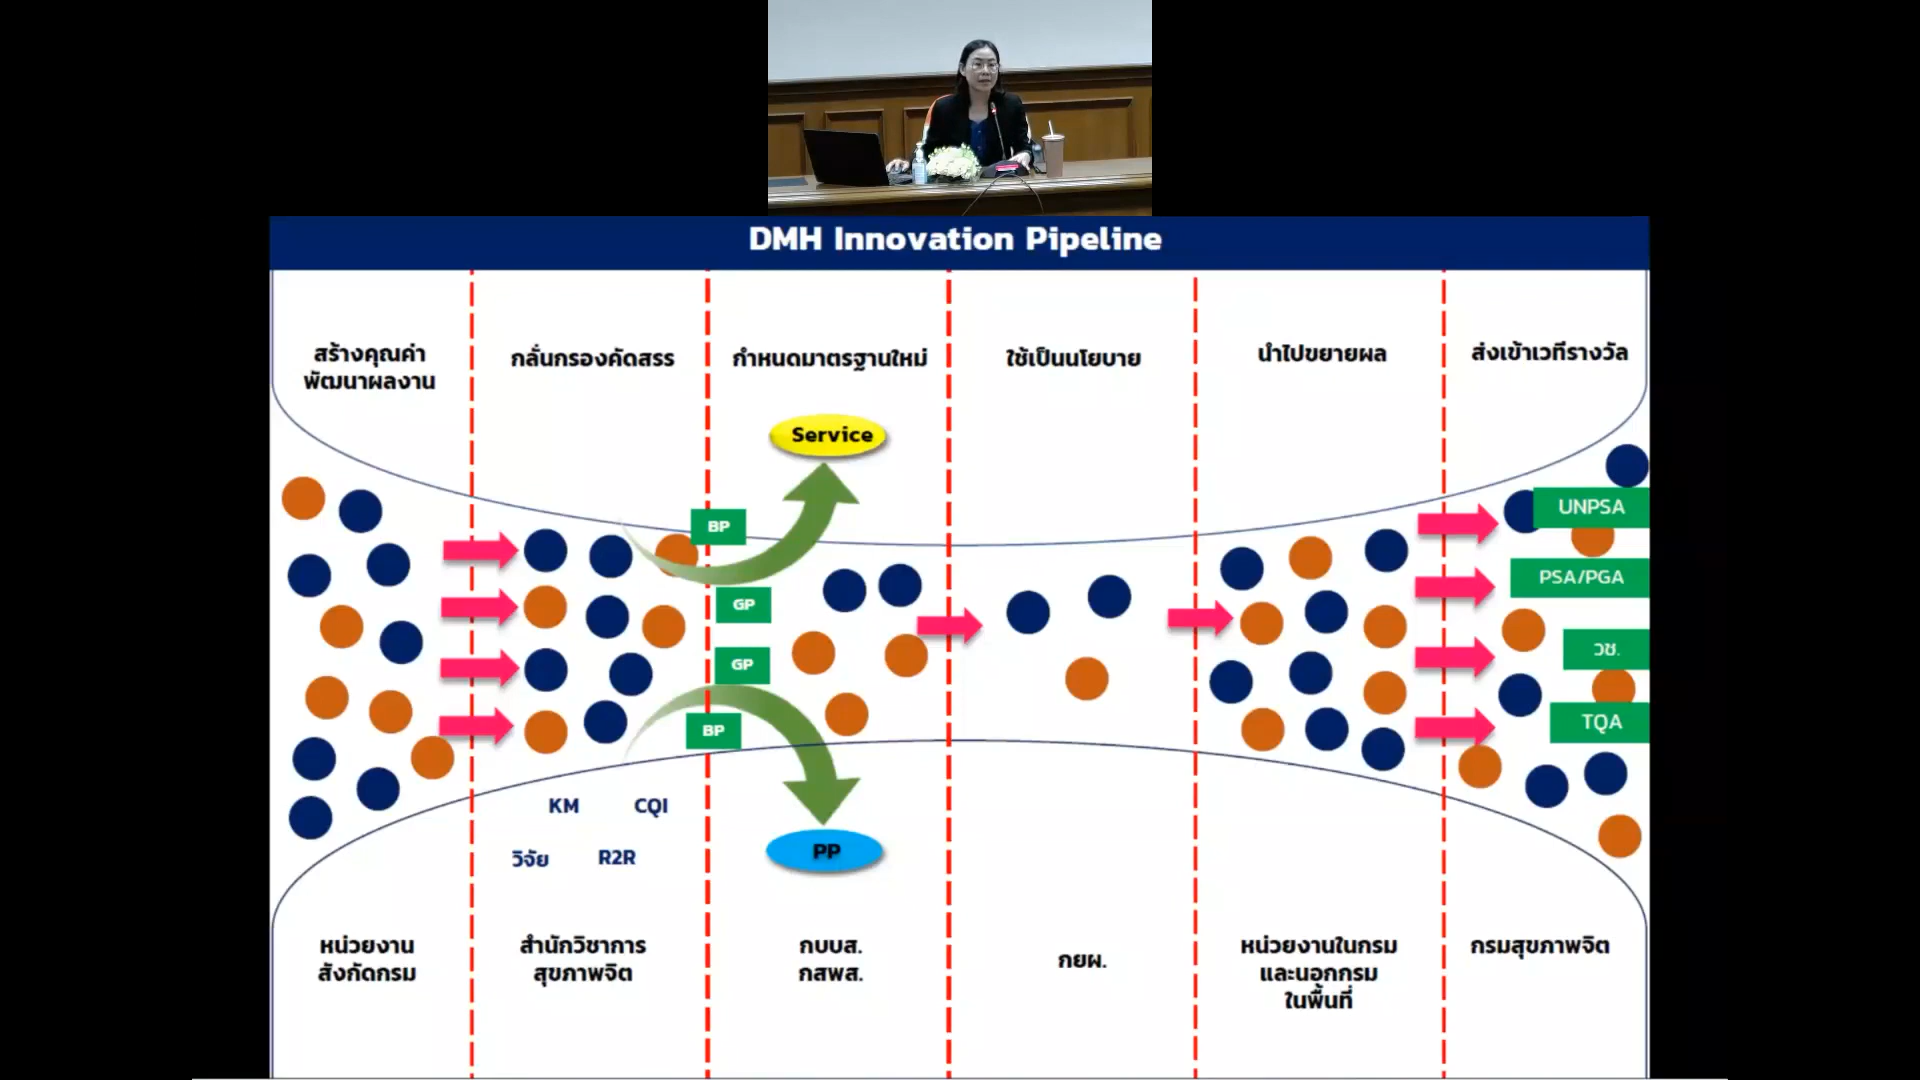 DMH Innovation Pipeline
สร้างคุณค่า
พัฒนาผลงาน
กลั่นกรองคัดสรร
กำหนดมาตรฐานใหม่
ใช้เป็นนโยบาย
นำไปขยายผล
ส่งเข้าเวทีรางวัล
Service
BP
GP
GP
BP
UNPSA
PSA/PGA
วช.
TQA
KM
CQI
วิจัย
R2R
PP
หน่วยงาน
สังกัดกรม
สำนักวิชาการ
สุขภาพจิต
กบบส.
กสพส.
กยผ.
หน่วยงานในกรม
และนอกกรม
ในพื้นที่
กรมสุขภาพจิต